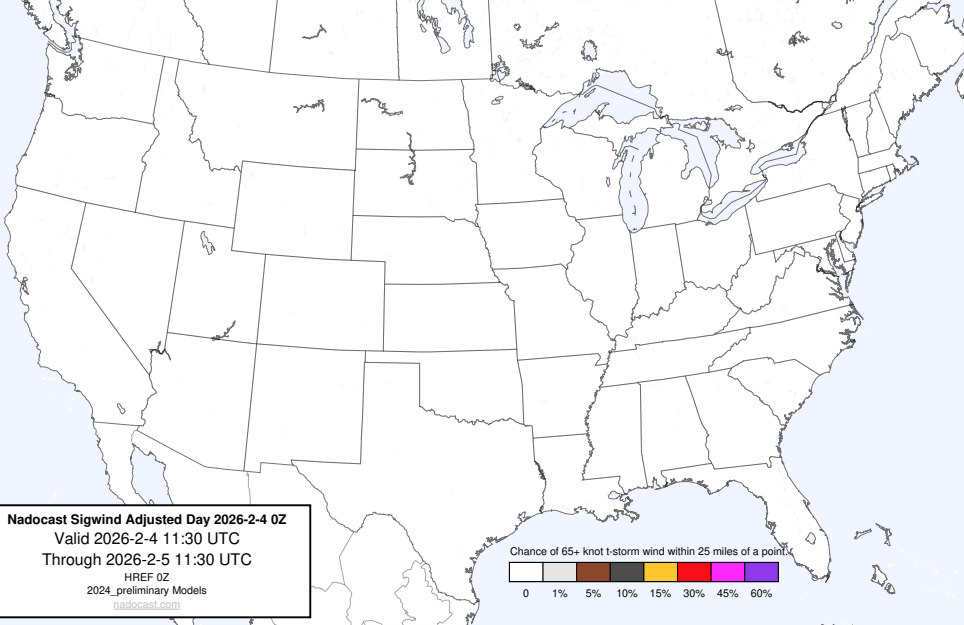 Nadocast Sigwind Adjusted Day 2026-2-4 0Z
Valid 2026-2-4 11:30 UTC
Through 2026-2-5 11:30 UTC
HREF 0Z
2024_preliminary Models
nadocast.com
Chance of 65+ knot t-storm wind within 25 miles of a point.
0 1% 5% 10% 15% 30% 45% 60%